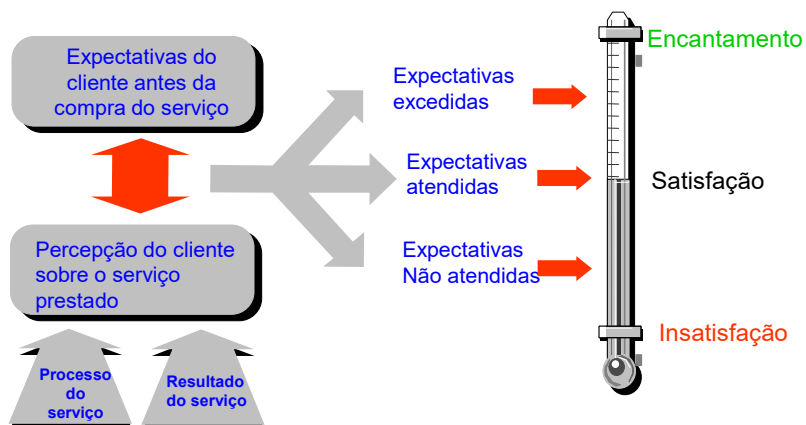 Expectativas do
cliente antes da
compra do serviço
Percepção do cliente
sobre o serviço
prestado
Processo
do
serviço
Resultado
do serviço
Expectativas
excedidas
Expectativas
atendidas
Expectativas
Não atendidas
Encantamento
Satisfação
Insatisfação